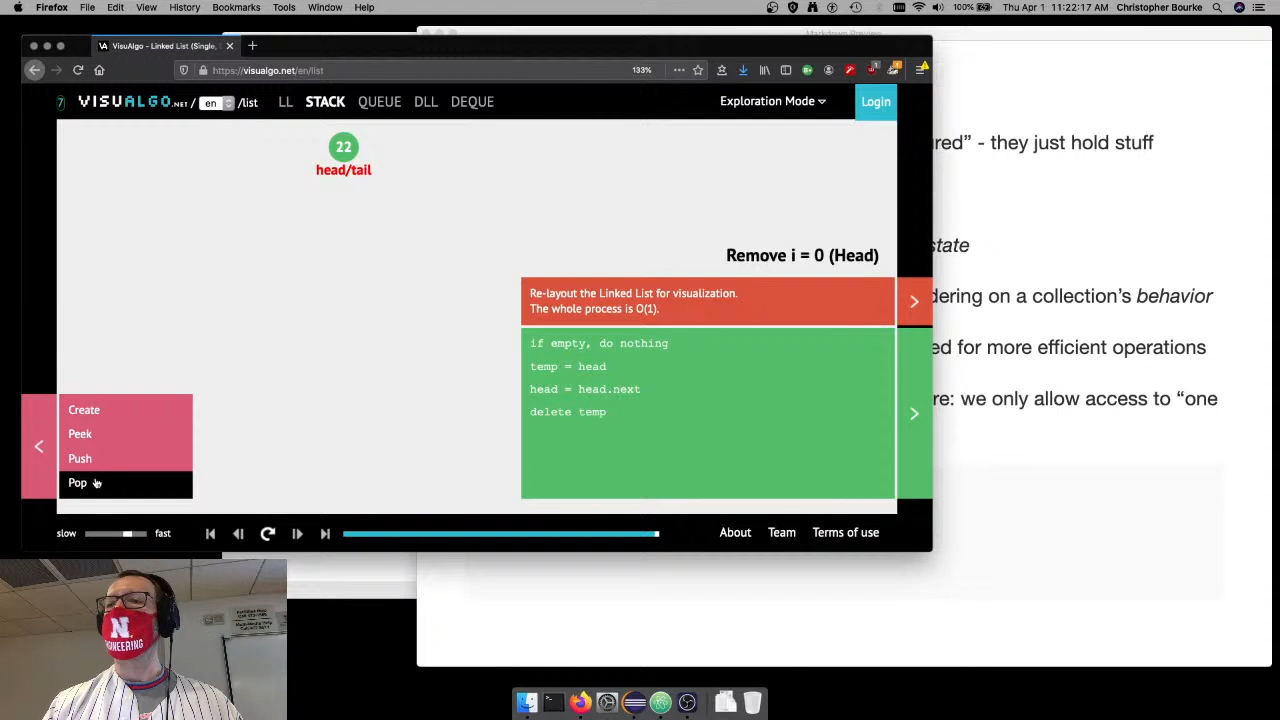 Firefox File Edit View History Bookmarks Tools Window Help 100% Thu Apr 1 11:22:17 AM Christopher Bourke
Markdown Preview
VisuAlgo - Linked List (Single,
https://visualgo.net/en/list 133%
7 VISUALGO.NET / en /list LL STACK QUEUE DLL DEQUE Exploration Mode Login
22
head/tail
red" - they just hold stuff
state
Remove i = 0 (Head)
Re-layout the Linked List for visualization.
The whole process is O(1).
dering on a collection's behavior
if empty, do nothing
temp = head
head = head.next
delete temp
ed for more efficient operations
re: we only allow access to "one
Create
Peek
Push
Pop
slow fast About Team Terms of use
N
ENGINEERING